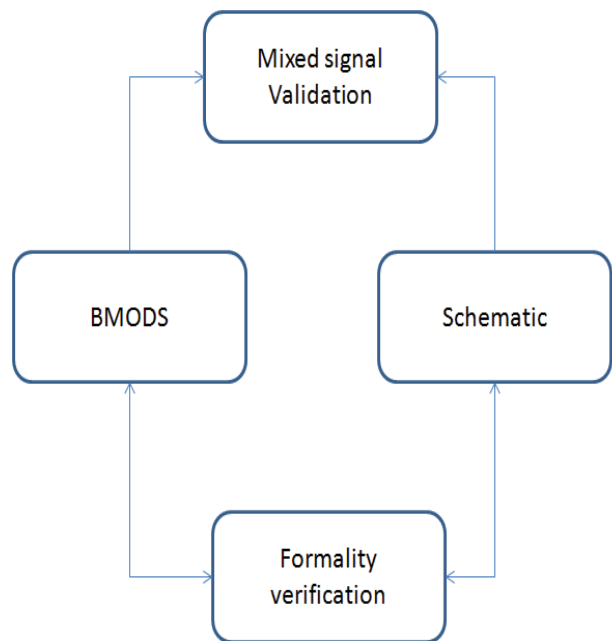 Mixed signal
Validation
BMODS
Schematic
Formality
verification